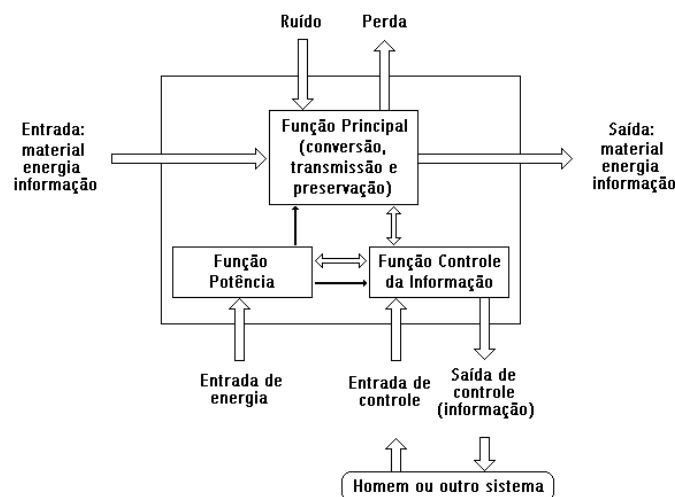 Ruído
Perda
Entrada:
material
energia
informação
Função Principal
(conversão,
transmissão e
preservação)
Saída:
material
energia
informação
Função
Potência
Função Controle
da Informação
Entrada de
energia
Entrada de
controle
Saída de
controle
(informação)
Homem ou outro sistema